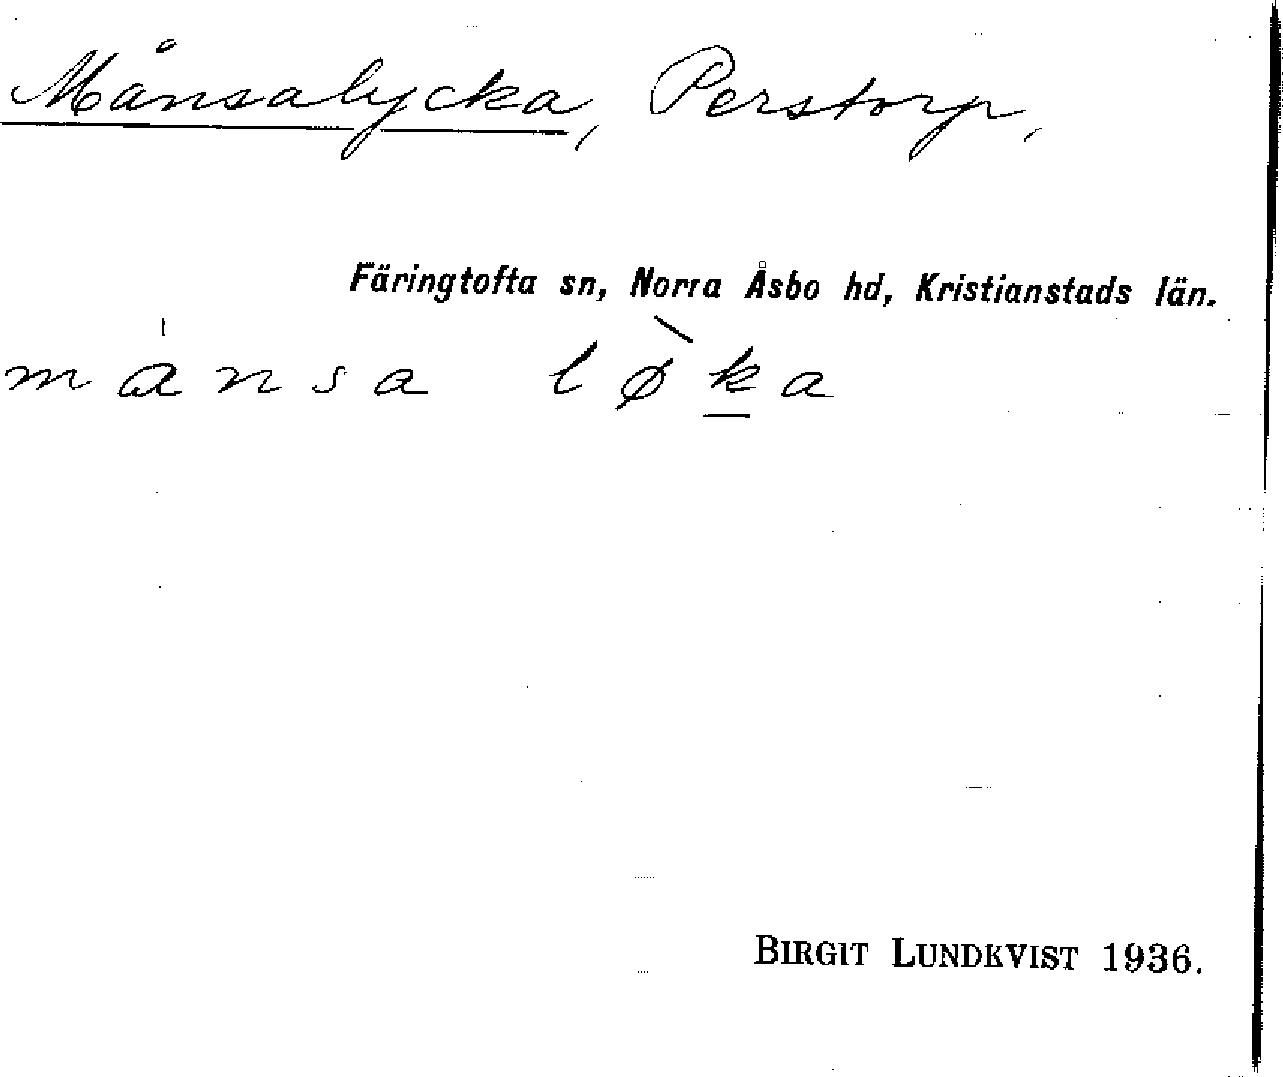 Månsalycka, Perstorp,
Färingtofta sn, Norra Åsbo hd, Kristianstads län.
månsa løka
BIRGIT LUNDKVIST 1936.